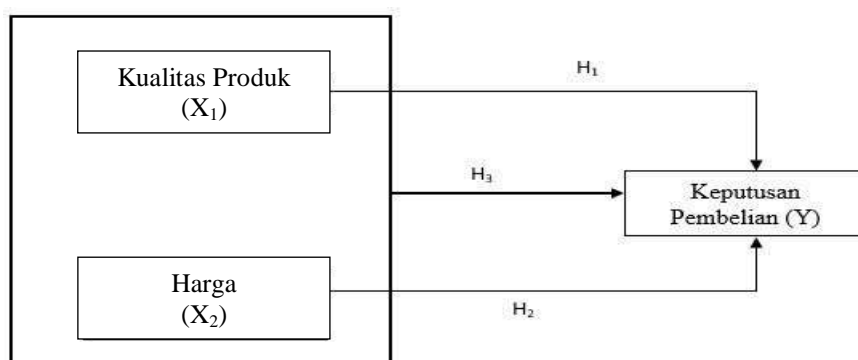 Kualitas Produk
(X₁)
H₁
H₃
Keputusan
Pembelian (Y)
Harga
(X₂)
H₂